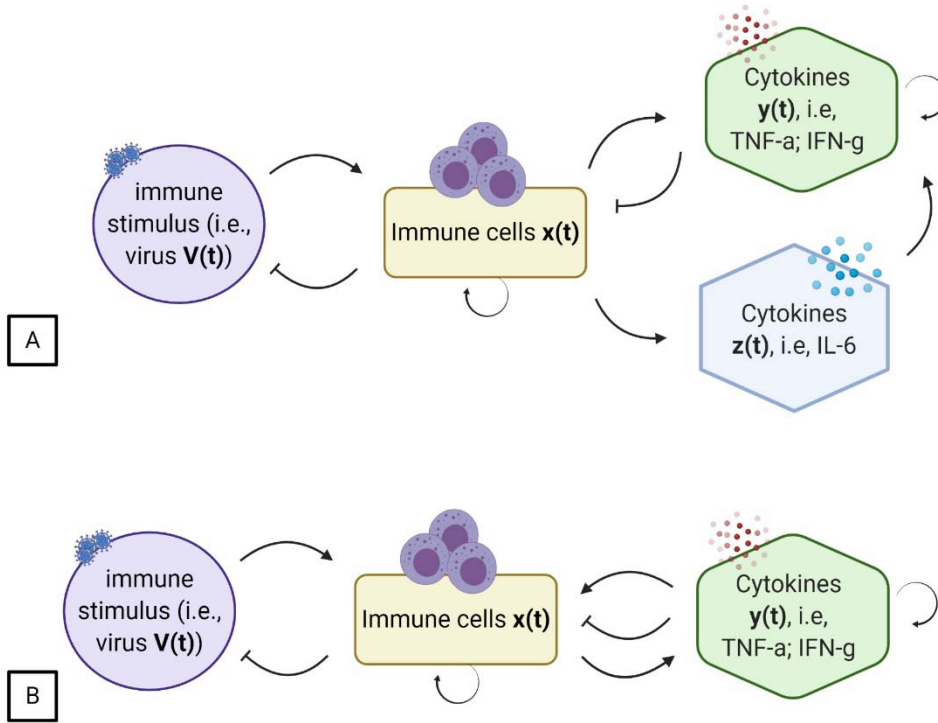 immune
stimulus (i.e.,
virus V(t))
Immune cells x(t)
Cytokines
y(t), i.e,
TNF-a; IFN-g
Cytokines
z(t), i.e, IL-6
A
immune
stimulus (i.e.,
virus V(t))
Immune cells x(t)
Cytokines
y(t), i.e,
TNF-a; IFN-g
B